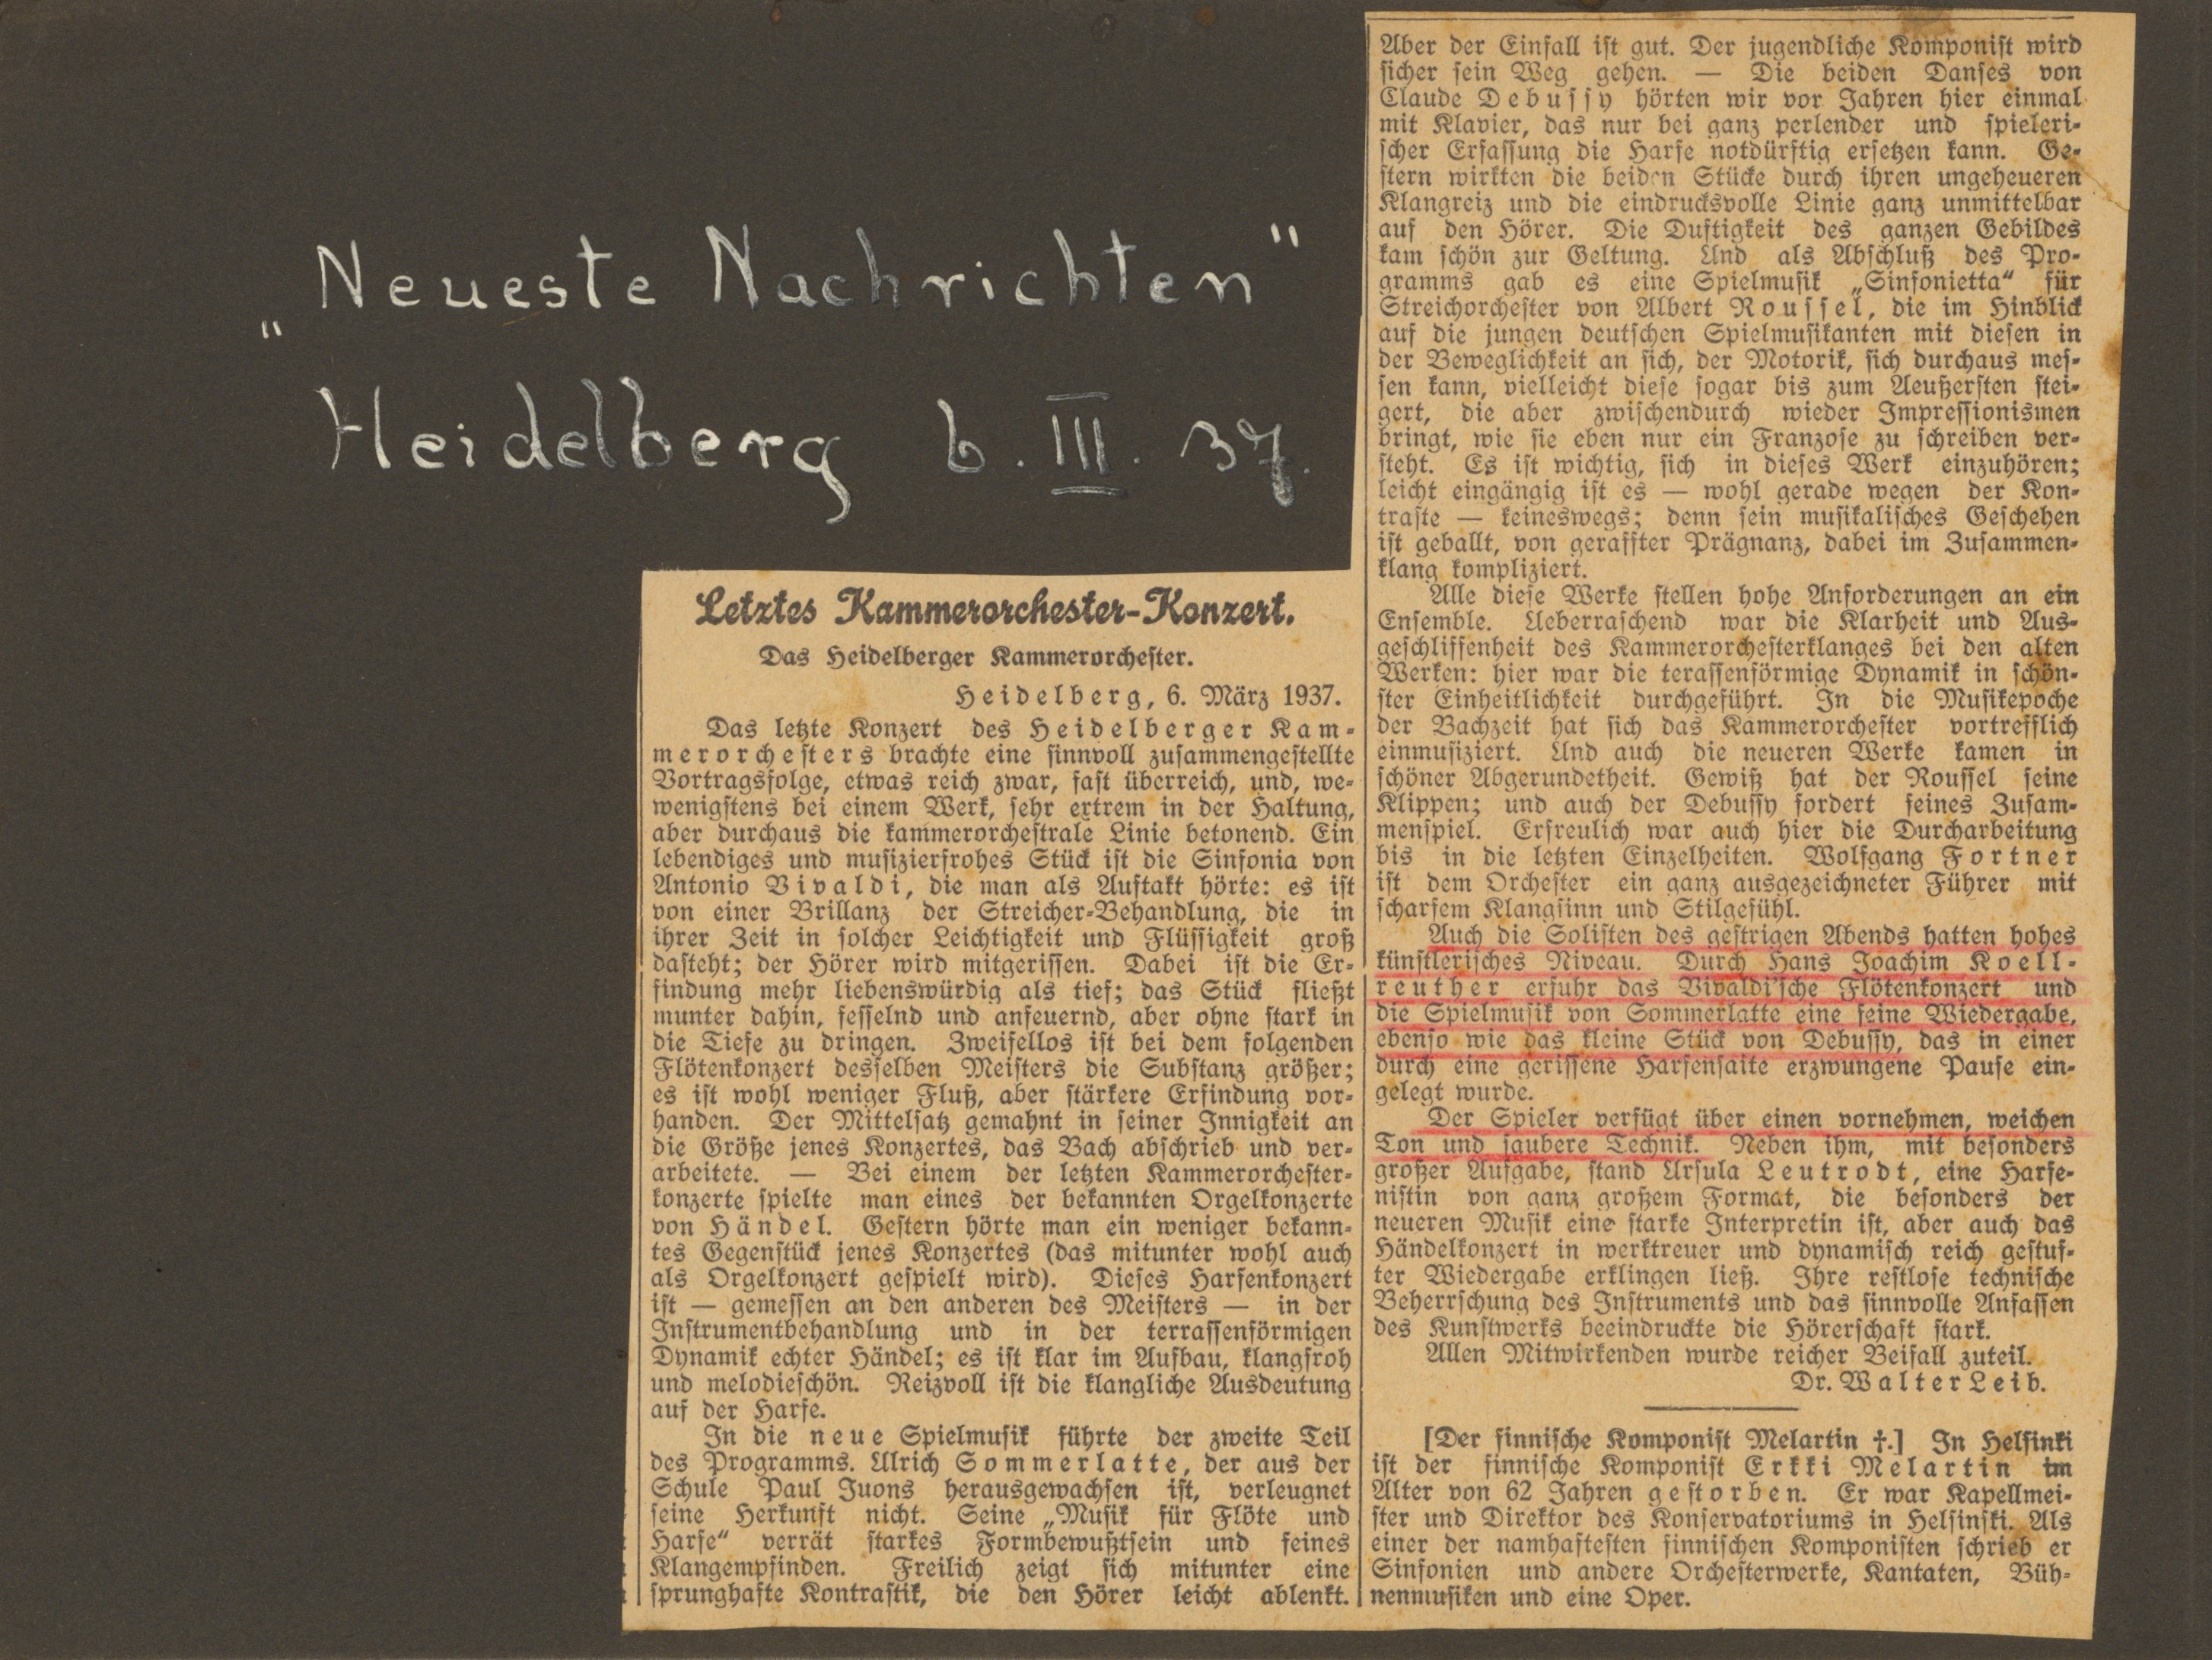 "Neueste Nachrichten"
Heidelberg 6. III. 37.
Letztes Kammerorchester-Konzert.
Das Heidelberger Kammerorchester.
Heidelberg, 6. März 1937.
Das letzte Konzert des Heidelberger Kam-
merorchesters brachte eine sinnvoll zusammengestellte
Vortragsfolge, etwas reich zwar, fast überreich, und, we-
wenigstens bei einem Werk, sehr extrem in der Haltung,
aber durchaus die kammerorchestrale Linie betonend. Ein
lebendiges und musizierfrohes Stück ist die Sinfonia von
Antonio Vivaldi, die man als Auftakt hörte: es ist
von einer Brillanz der Streicher-Behandlung, die in
ihrer Zeit in solcher Leichtigkeit und Flüssigkeit groß
dasteht; der Hörer wird mitgerissen. Dabei ist die Er-
findung mehr liebenswürdig als tief; das Stück fließt
munter dahin, fesselnd und anfeuernd, aber ohne stark in
die Tiefe zu dringen. Zweifellos ist bei dem folgenden
Flötenkonzert desselben Meisters die Substanz größer;
es ist wohl weniger Fluß, aber stärkere Erfindung vor-
handen. Der Mittelsatz gemahnt in seiner Innigkeit an
die Größe jenes Konzertes, das Bach abschrieb und ver-
arbeitete. — Bei einem der letzten Kammerorchester-
konzerte spielte man eines der bekannten Orgelkonzerte
von Händel. Gestern hörte man ein weniger bekann-
tes Gegenstück jenes Konzertes (das mitunter wohl auch
als Orgelkonzert gespielt wird). Dieses Harfenkonzert
ist — gemessen an den anderen des Meisters — in der
Instrumentbehandlung und in der terrassenförmigen
Dynamik echter Händel; es ist klar im Aufbau, klangfroh
und melodieschön. Reizvoll ist die klangliche Ausdeutung
auf der Harfe.
In die neue Spielmusik führte der zweite Teil
des Programms. Ulrich Sommerlatte, der aus der
Schule Paul Juons herausgewachsen ist, verleugnet
seine Herkunft nicht. Seine „Musik für Flöte und
Harfe“ verrät starkes Formbewußtsein und feines
Klangempfinden. Freilich zeigt sich mitunter eine
sprunghafte Kontrastik, die den Hörer leicht ablenkt.
Aber der Einfall ist gut. Der jugendliche Komponist wird
sicher sein Weg gehen. — Die beiden Danses von
Claude Debussy hörten wir vor Jahren hier einmal
mit Klavier, das nur bei ganz perlender und spieleri-
scher Erfassung die Harfe notdürftig ersetzen kann. Ge-
stern wirkten die beiden Stücke durch ihren ungeheueren
Klangreiz und die eindrucksvolle Linie ganz unmittelbar
auf den Hörer. Die Duftigkeit des ganzen Gebildes
kam schön zur Geltung. Und als Abschluß des Pro-
gramms gab es eine Spielmusik „Sinfonietta“ für
Streichorchester von Albert Roussel, die im Hinblick
auf die jungen deutschen Spielmusikanten mit diesen in
der Beweglichkeit an sich, der Motorik, sich durchaus mes-
sen kann, vielleicht diese sogar bis zum Aeußersten stei-
gert, die aber zwischendurch wieder Impressionismen
bringt, wie sie eben nur ein Franzose zu schreiben ver-
steht. Es ist wichtig, sich in dieses Werk einzuhören;
leicht eingängig ist es — wohl gerade wegen der Kon-
traste — keineswegs; denn sein musikalisches Geschehen
ist geballt, von geraffter Prägnanz, dabei im Zusammen-
klang kompliziert.
Alle diese Werke stellen hohe Anforderungen an ein
Ensemble. Ueberraschend war die Klarheit und Aus-
geschliffenheit des Kammerorchesterklanges bei den alten
Werken: hier war die terassenförmige Dynamik in schön-
ster Einheitlichkeit durchgeführt. In die Musikepoche
der Bachzeit hat sich das Kammerorchester vortrefflich
einmusiziert. Und auch die neueren Werke kamen in
schöner Abgerundetheit. Gewiß hat der Roussel seine
Klippen; und auch der Debussy fordert feines Zusam-
menspiel. Erfreulich war auch hier die Durcharbeitung
bis in die letzten Einzelheiten. Wolfgang Fortner
ist dem Orchester ein ganz ausgezeichneter Führer mit
scharfem Klangsinn und Stilgefühl.
Auch die Solisten des gestrigen Abends hatten hohes
künstlerisches Niveau. Durch Hans Joachim Koell-
reuther erfuhr das Vivaldi'sche Flötenkonzert und
die Spielmusik von Sommerlatte eine feine Wiedergabe,
ebenso wie das kleine Stück von Debussy, das in einer
durch eine gerissene Harfensaite erzwungene Pause ein-
gelegt wurde.
Der Spieler verfügt über einen vornehmen, weichen
Ton und saubere Technik. Neben ihm, mit besonders
großer Aufgabe, stand Ursula Leutrodt, eine Harfe-
nistin von ganz großem Format, die besonders der
neueren Musik eine starke Interpretin ist, aber auch das
Händelkonzert in werktreuer und dynamisch reich gestuf-
ter Wiedergabe erklingen ließ. Ihre restlose technische
Beherrschung des Instruments und das sinnvolle Anfassen
des Kunstwerks beeindruckte die Hörerschaft stark.
Allen Mitwirkenden wurde reicher Beifall zuteil.
Dr. Walter Leib.
[Der finnische Komponist Melartin †.] In Helsinki
ist der finnische Komponist Erkki Melartin im
Alter von 62 Jahren gestorben. Er war Kapellmei-
ster und Direktor des Konservatoriums in Helsinski. Als
einer der namhaftesten finnischen Komponisten schrieb er
Sinfonien und andere Orchesterwerke, Kantaten, Büh-
nenmusiken und eine Oper.